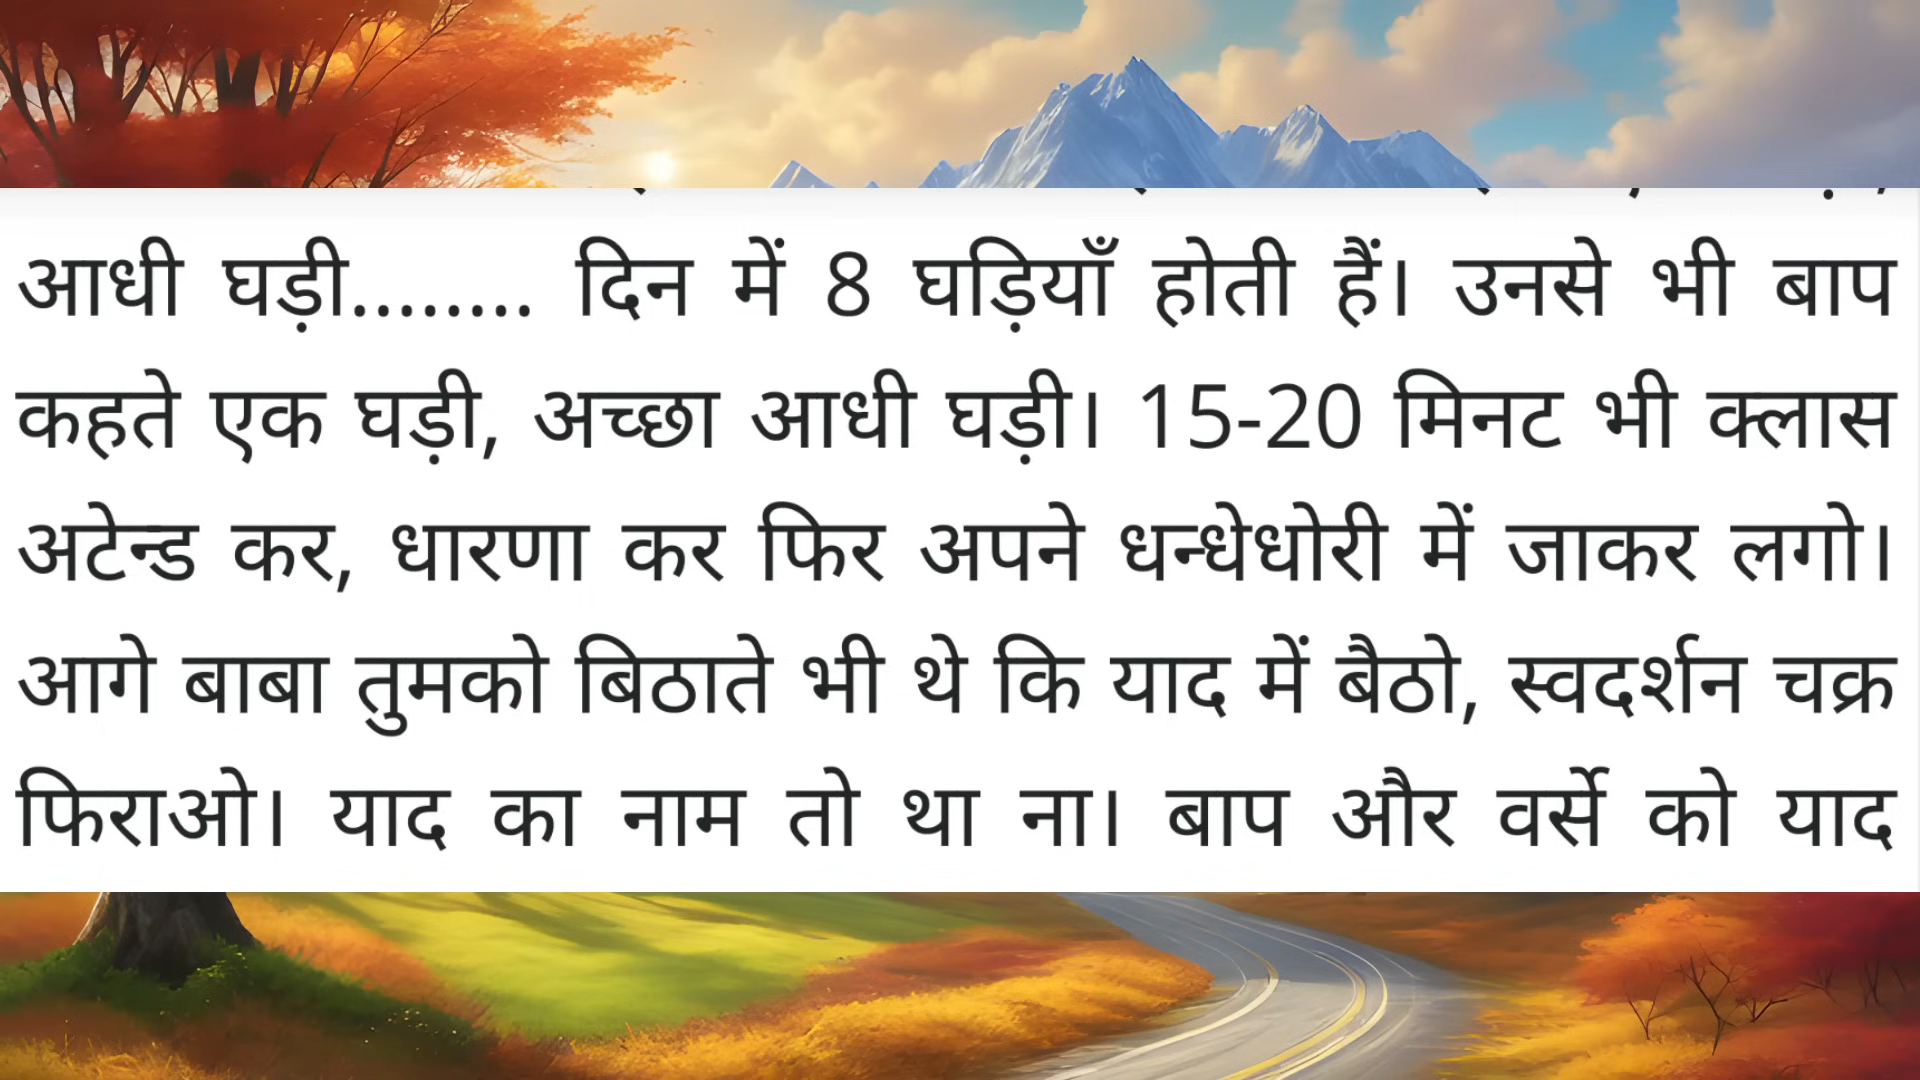 आधी घड़ी........ दिन में 8 घड़ियाँ होती हैं। उनसे भी बाप
कहते एक घड़ी, अच्छा आधी घड़ी। 15-20 मिनट भी क्लास
अटेन्ड कर, धारणा कर फिर अपने धन्धेधोरी में जाकर लगो।
आगे बाबा तुमको बिठाते भी थे कि याद में बैठो, स्वदर्शन चक्र
फिराओ। याद का नाम तो था ना। बाप और वर्से को याद